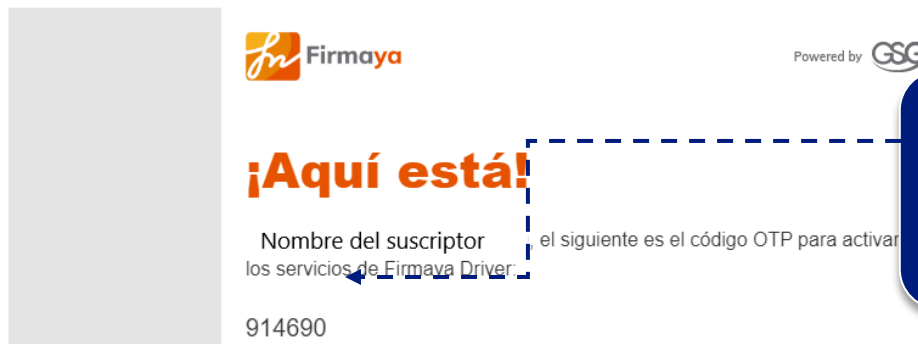 Firmaya
Powered by GSG
¡Aquí está!
Nombre del suscriptor , el siguiente es el código OTP para activar
los servicios de Firmaya Driver:
914690